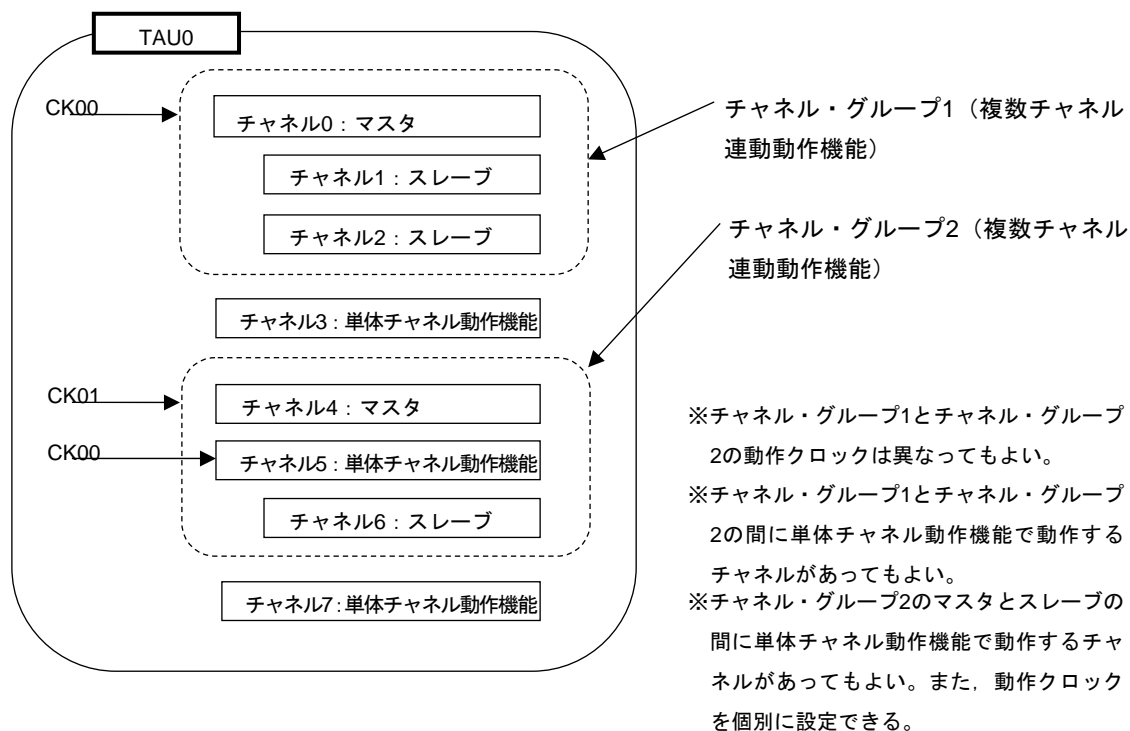 TAU0
CK00
チャネル0：マスタ
チャネル1：スレーブ
チャネル2：スレーブ
チャネル・グループ1（複数チャネル
連動動作機能）
チャネル3：単体チャネル動作機能
チャネル・グループ2（複数チャネル
連動動作機能）
CK01
チャネル4：マスタ
CK00
チャネル5：単体チャネル動作機能
チャネル6：スレーブ
チャネル7：単体チャネル動作機能
※チャネル・グループ1とチャネル・グループ
2の動作クロックは異なってもよい。
※チャネル・グループ1とチャネル・グループ
2の間に単体チャネル動作機能で動作する
チャネルがあってもよい。
※チャネル・グループ2のマスタとスレーブの
間に単体チャネル動作機能で動作するチャ
ネルがあってもよい。また，動作クロック
を個別に設定できる。